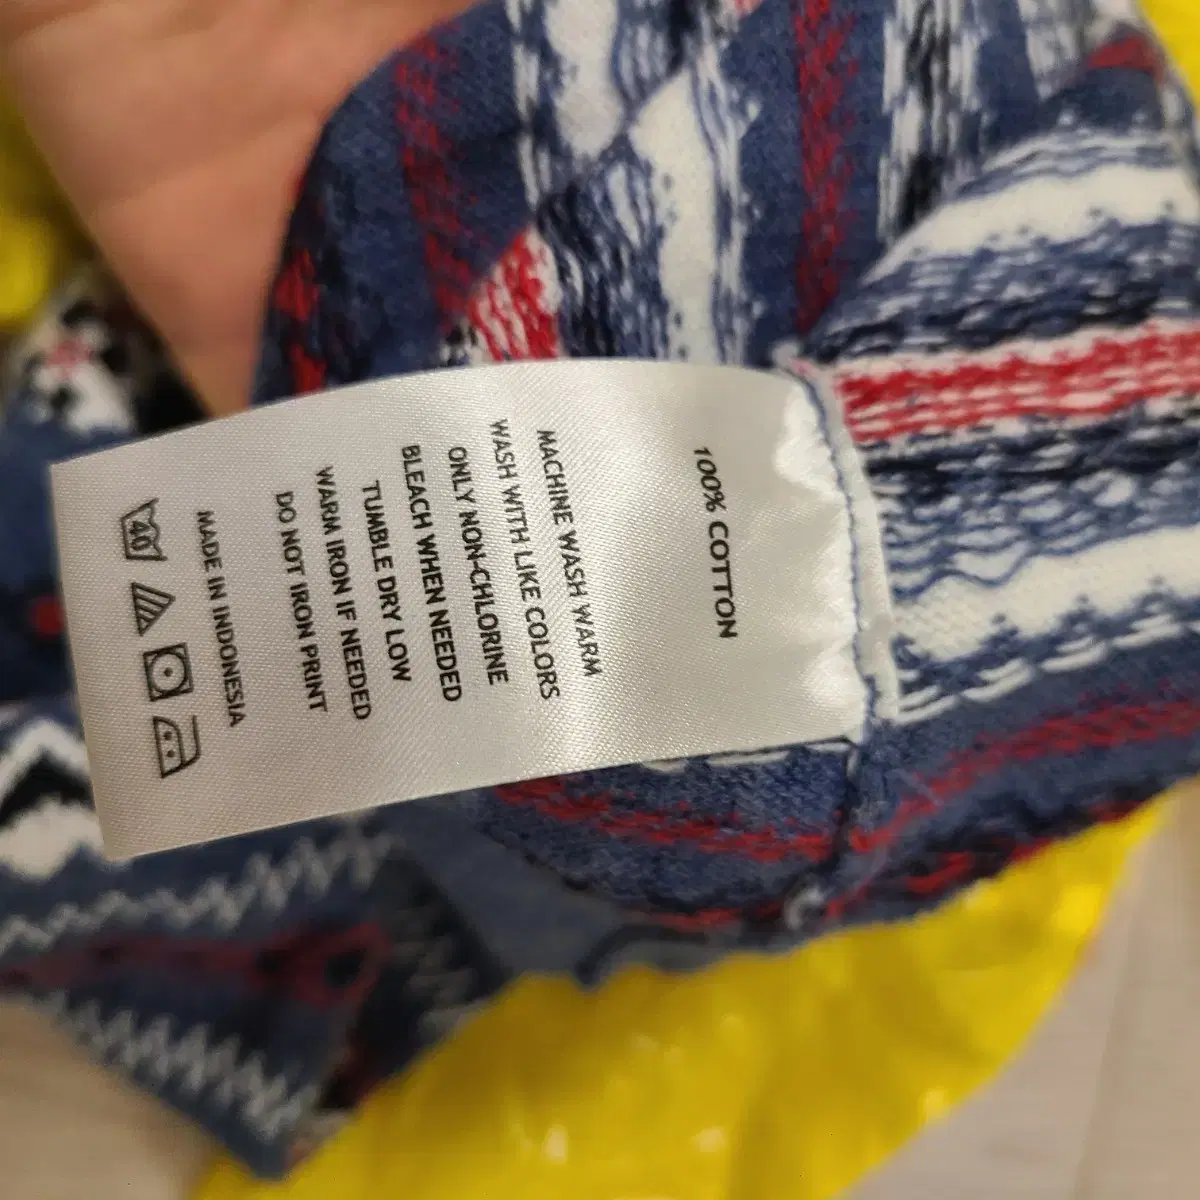 100% COTTON
MACHINE WASH WARM
WASH WITH LIKE COLORS
ONLY NON-CHLORINE
BLEACH WHEN NEEDED
TUMBLE DRY LOW
WARM IRON IF NEEDED
DO NOT IRON PRINT
MADE IN INDONESIA
40